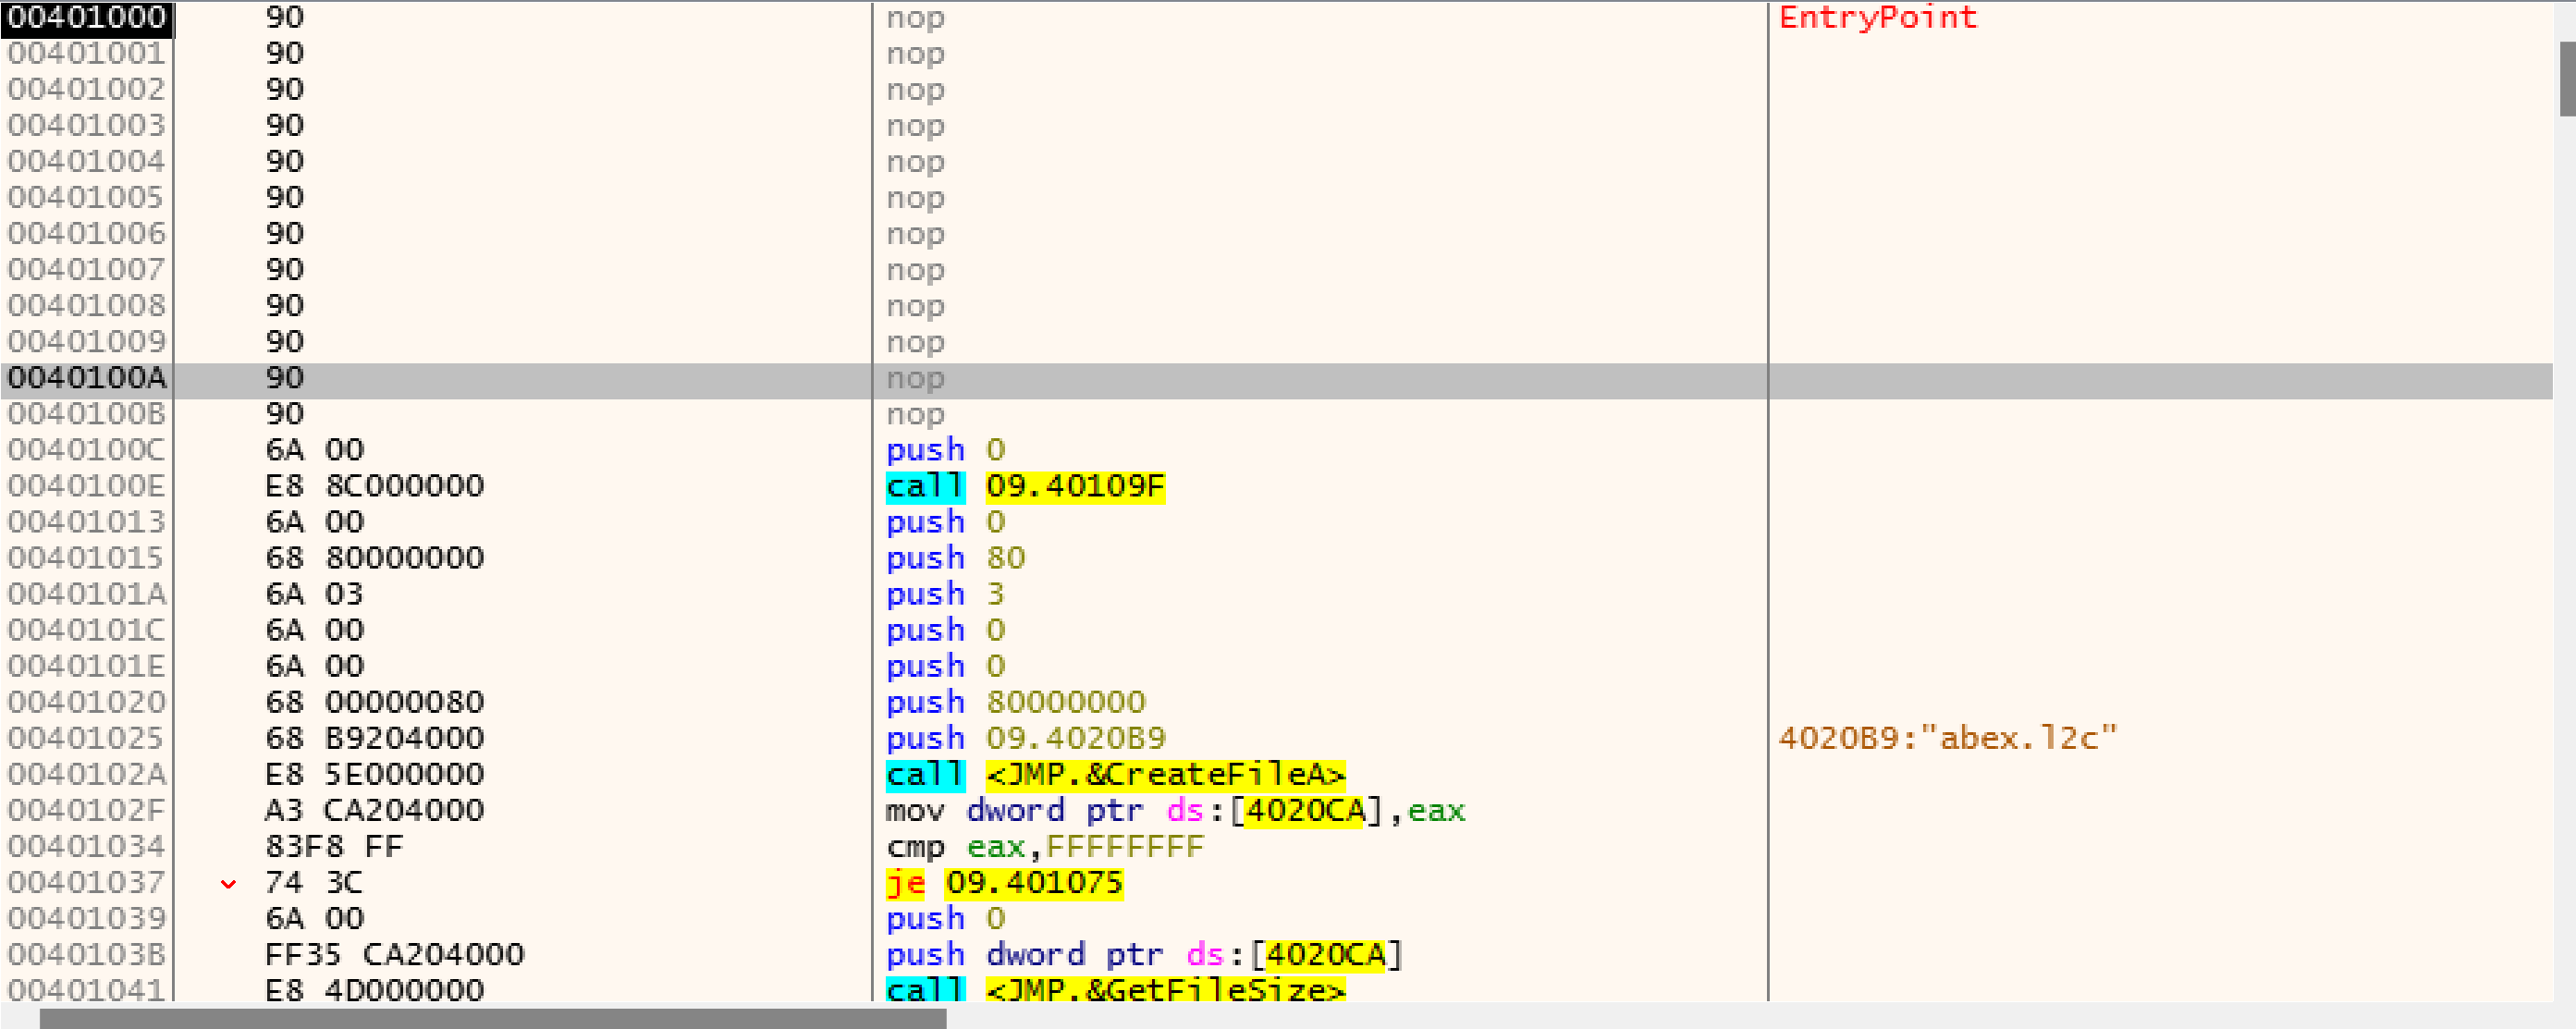 00401000 90 nop EntryPoint
00401001 90 nop
00401002 90 nop
00401003 90 nop
00401004 90 nop
00401005 90 nop
00401006 90 nop
00401007 90 nop
00401008 90 nop
00401009 90 nop
0040100A 90 nop
0040100B 90 nop
0040100C 6A 00 push 0
0040100E E8 8C000000 call 09.40109F
00401013 6A 00 push 0
00401015 68 80000000 push 80
0040101A 6A 03 push 3
0040101C 6A 00 push 0
0040101E 6A 00 push 0
00401020 68 00000080 push 80000000
00401025 68 B9204000 push 09.4020B9 4020B9:"abex.l2c"
0040102A E8 5E000000 call <JMP.&CreateFileA>
0040102F A3 CA204000 mov dword ptr ds:[4020CA],eax
00401034 83F8 FF cmp eax,FFFFFFFF
00401037 74 3C je 09.401075
00401039 6A 00 push 0
0040103B FF35 CA204000 push dword ptr ds:[4020CA]
00401041 E8 4D000000 call <JMP.&GetFileSize>